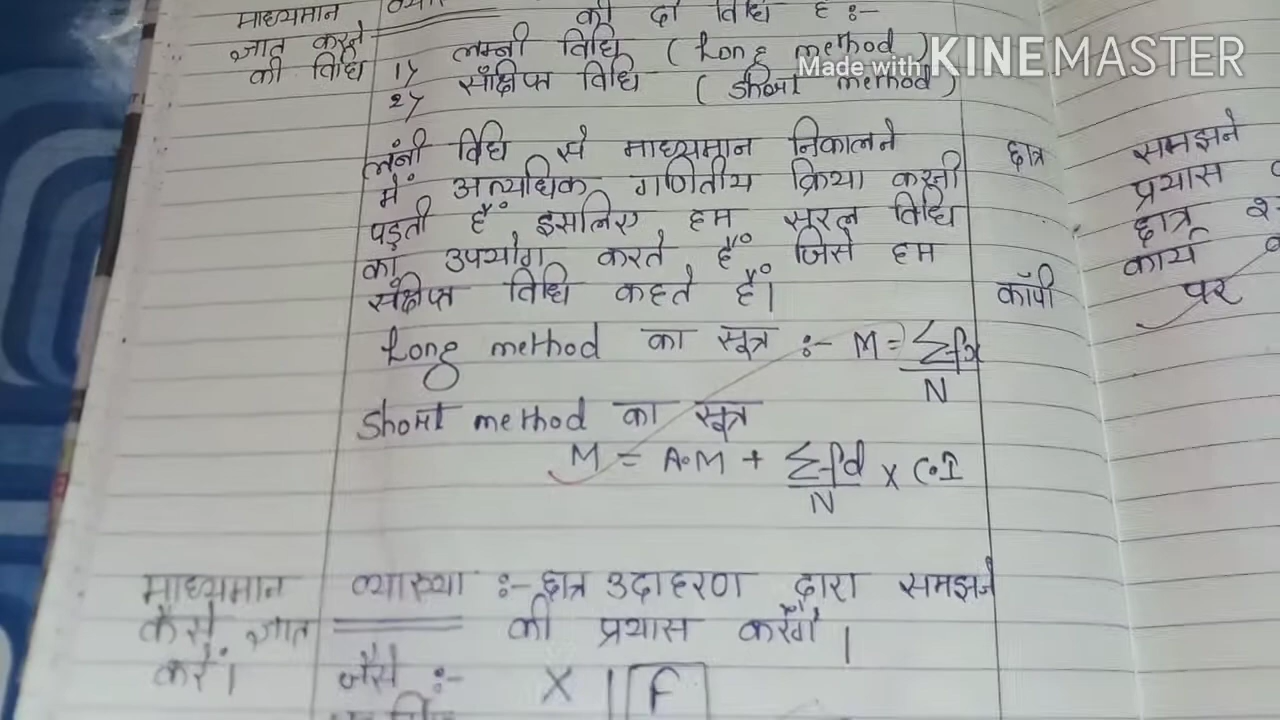 माध्यमान
ज्ञात करने
की विधि
की दो विधि है :-
1) लम्नी विधि ( Long method )
2) संक्षिप्त विधि ( Short method )
Made with KINEMASTER
लंनी विधि से माध्यमान निकालने
में अत्यधिक गणितीय क्रिया करनी
पड़ती हैं इसलिए हम सरल विधि
का उपयोग करते हैं जिसे हम
संक्षिप्त विधि कहते हैं।
Long method का सूत्र :- M = Σfx / N
Short method का सूत्र
M = A.M + Σfd / N × C.I
छात्र समझने
प्रयास
छात्र
कार्य
कॉपी पर
माध्यमान
कैसे ज्ञात
करें।
व्याख्या :- छात्र उदाहरण द्वारा समझने
की प्रयास करेंगे।
जैसे :- X F